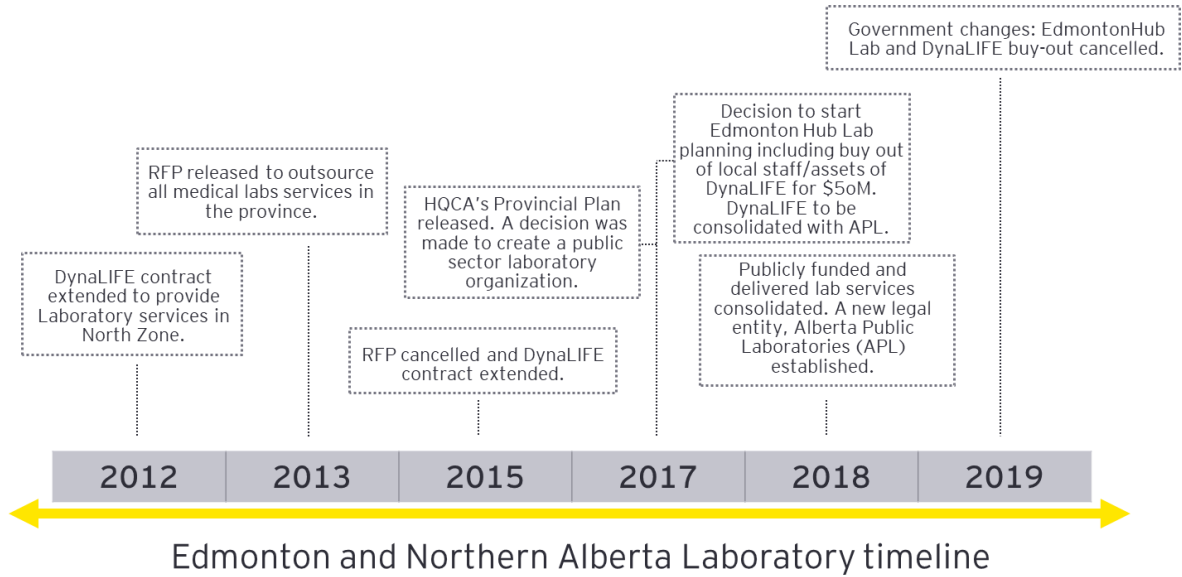 DynaLIFE contract
extended to provide
Laboratory services in
North Zone.
RFP released to outsource
all medical labs services in
the province.
RFP cancelled and DynaLIFE
contract extended.
HQCA's Provincial Plan
released. A decision was
made to create a public
sector laboratory
organization.
Decision to start
Edmonton Hub Lab
planning including buy out
of local staff/assets of
DynaLIFE for $5oM.
DynaLIFE to be
consolidated with APL.
Publicly funded and
delivered lab services
consolidated. A new legal
entity, Alberta Public
Laboratories (APL)
established.
Government changes: EdmontonHub
Lab and DynaLIFE buy-out cancelled.
2012 2013 2015 2017 2018 2019
Edmonton and Northern Alberta Laboratory timeline